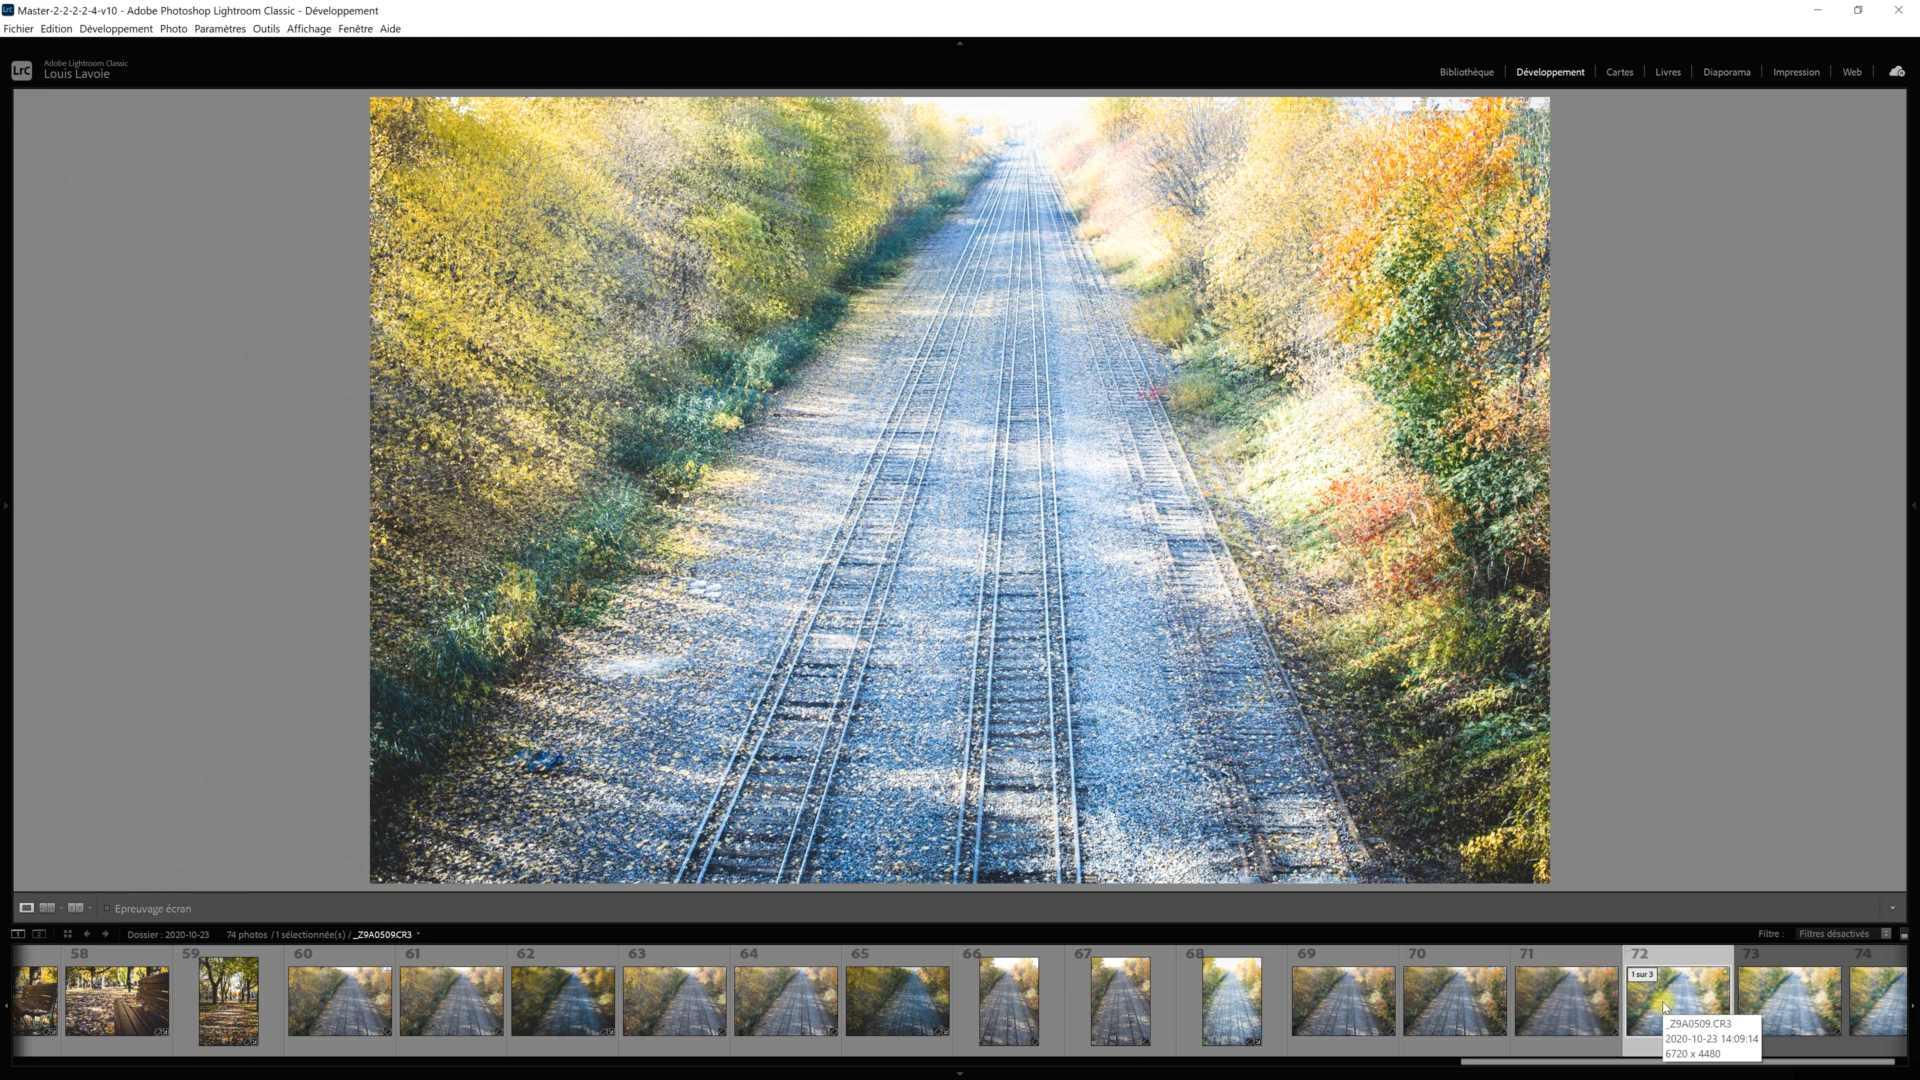 Master-2-2-2-2-4-v10 - Adobe Photoshop Lightroom Classic - Développement
Fichier Edition Développement Photo Paramètres Outils Affichage Fenêtre Aide
LrC
Adobe Lightroom Classic
Louis Lavoie
Bibliothèque Développement Cartes Livres Diaporama Impression Web
Epreuvage écran
1 2 Dossier : 2020-10-23 74 photos / 1 sélectionnée(s) / _Z9A0509.CR3
Filtre : Filtres désactivés
58 59 60 61 62 63 64 65 66 67 68 69 70 71 72 73 74
1 sur 3
_Z9A0509.CR3
2020-10-23 14:09:14
6720 x 4480